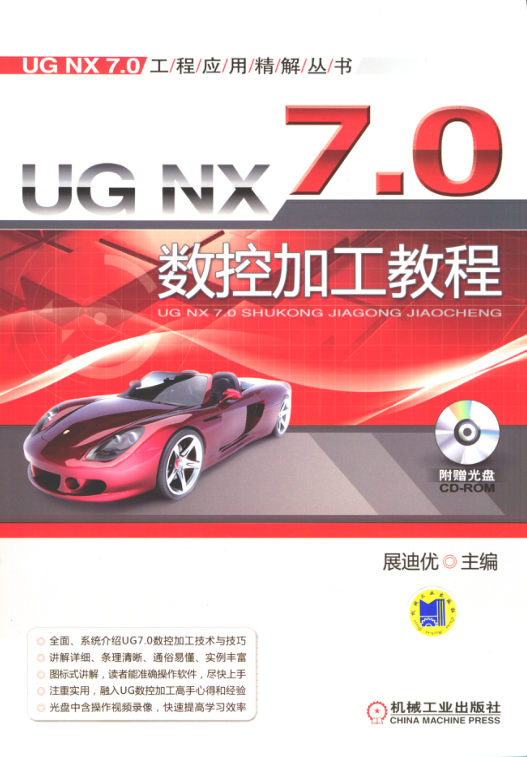 UG NX 7.0 工/程/应/用/精/解/丛/书
7.0
UG NX
数控加工教程
UG NX 7.0 SHUKONG JIAGONG JIAOCHENG
附赠光盘
CD-ROM
展迪优◎主编
◎ 全面、系统介绍UG7.0数控加工技术与技巧
◎ 讲解详细、条理清晰、通俗易懂、实例丰富
◎ 图标式讲解，读者能准确操作软件，尽快上手
◎ 注重实用，融入UG数控加工高手心得和经验
◎ 光盘中含操作视频录像，快速提高学习效率
机械工业出版社
CHINA MACHINE PRESS